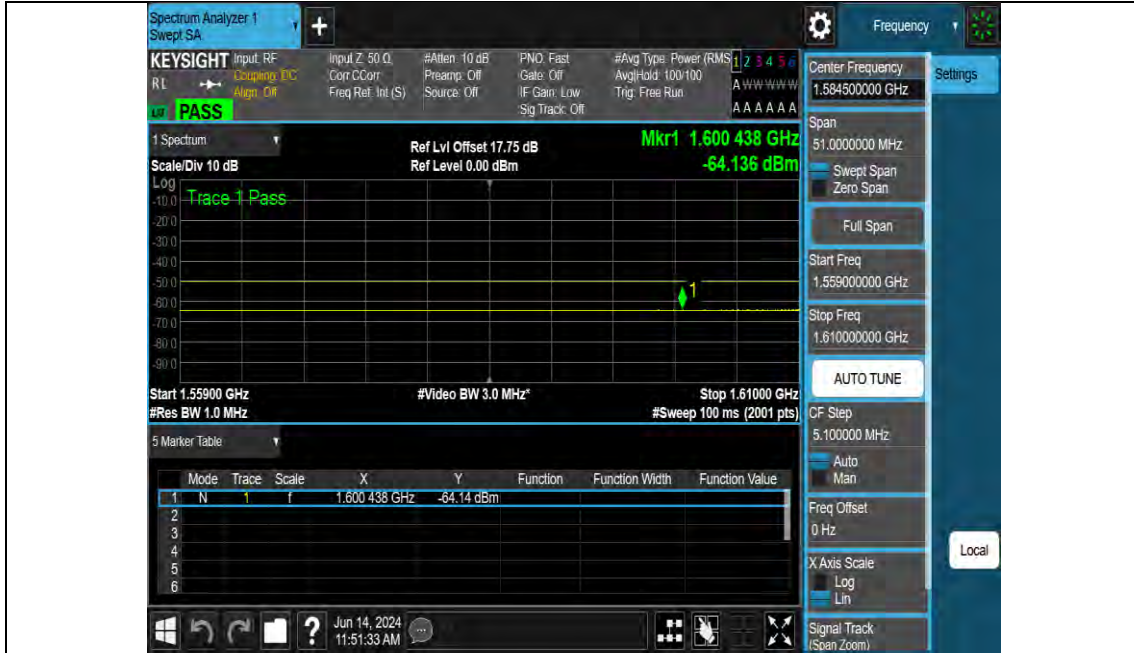 Spectrum Analyzer 1
Swept SA
+
Frequency
KEYSIGHT
RL
LXI PASS
Input: RF
Coupling: DC
Align: Off
Input Z: 50 Ω
Corr CCorr
Freq Ref: Int (S)
#Atten: 10 dB
Preamp: Off
Source: Off
PNO: Fast
Gate: Off
IF Gain: Low
Sig Track: Off
#Avg Type: Power (RMS
Avg|Hold: 100/100
Trig: Free Run
1 2 3 4 5 6
A W W W W W
A A A A A A
1 Spectrum
Scale/Div 10 dB
Ref Lvl Offset 17.75 dB
Ref Level 0.00 dBm
Mkr1 1.600 438 GHz
-64.136 dBm
Log
Trace 1 Pass
-10.0
-20.0
-30.0
-40.0
-50.0
-60.0
-70.0
-80.0
-90.0
1
Start 1.55900 GHz
#Res BW 1.0 MHz
#Video BW 3.0 MHz*
Stop 1.61000 GHz
#Sweep 100 ms (2001 pts)
5 Marker Table
Mode Trace Scale X Y Function Function Width Function Value
1 N 1 f 1.600 438 GHz -64.14 dBm
2
3
4
5
6
?
Jun 14, 2024
11:51:33 AM
Center Frequency
1.584500000 GHz
Settings
Span
51.0000000 MHz
Swept Span
Zero Span
Full Span
Start Freq
1.559000000 GHz
Stop Freq
1.610000000 GHz
AUTO TUNE
CF Step
5.100000 MHz
Auto
Man
Freq Offset
0 Hz
X Axis Scale
Log
Lin
Local
Signal Track
(Span Zoom)